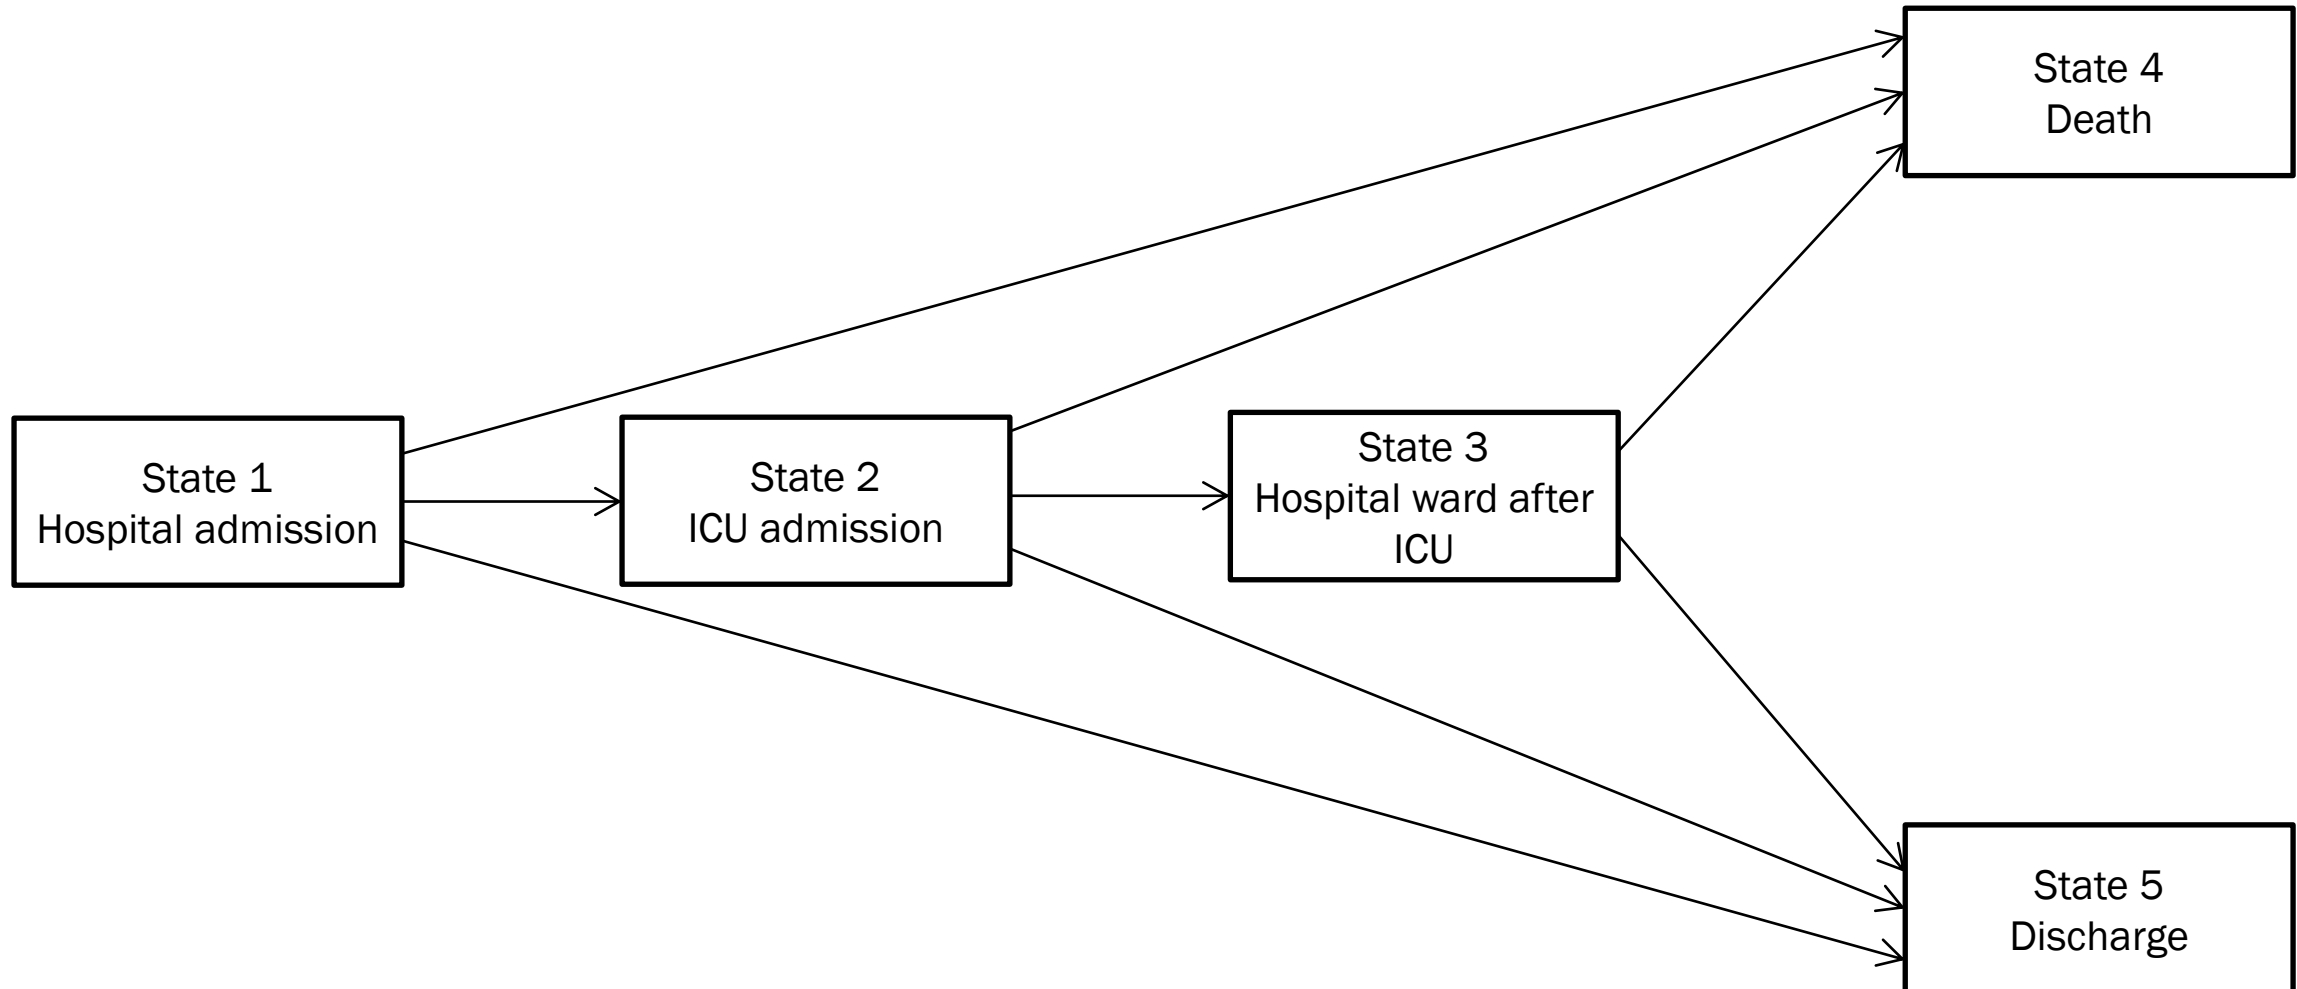 State 4
Death
State 1
Hospital admission
State 2
ICU admission
State 3
Hospital ward after
ICU
State 5
Discharge